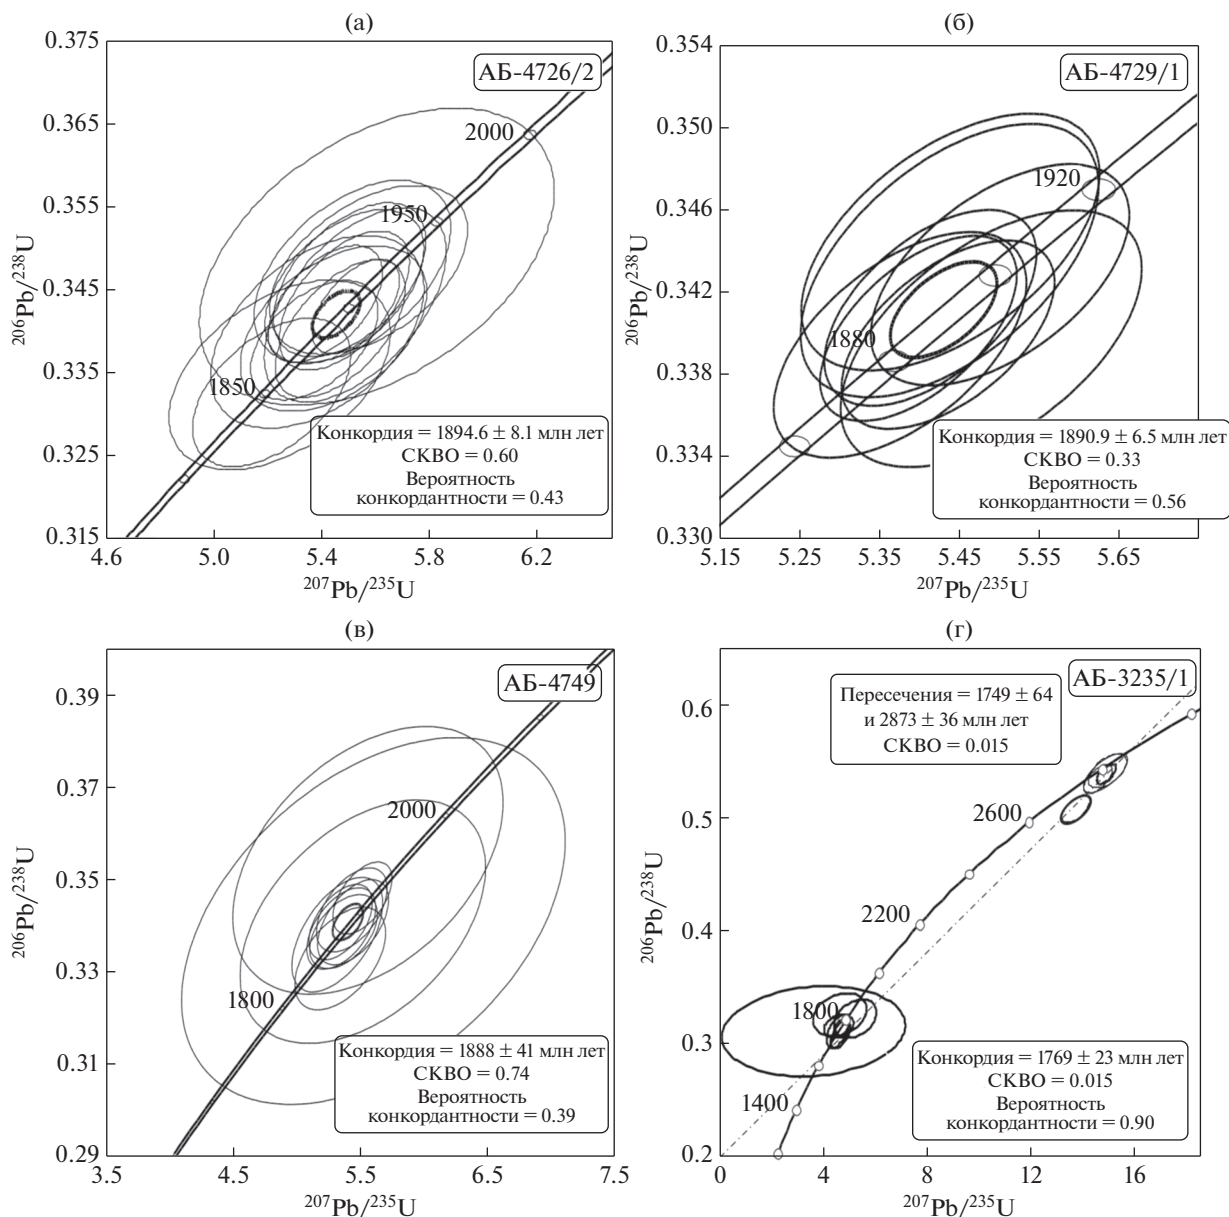 (а)
0.375
0.365
0.355
0.345
0.335
0.325
0.315
4.6
5.0
5.4
5.8
6.2
²⁰⁶Pb/²³⁸U
²⁰⁷Pb/²³⁵U
АБ-4726/2
2000
1950
1850
Конкордия = 1894.6 ± 8.1 млн лет
СКВО = 0.60
Вероятность
конкордантности = 0.43
(б)
0.354
0.350
0.346
0.342
0.338
0.334
0.330
5.15
5.25
5.35
5.45
5.55
5.65
²⁰⁶Pb/²³⁸U
²⁰⁷Pb/²³⁵U
АБ-4729/1
1920
1880
Конкордия = 1890.9 ± 6.5 млн лет
СКВО = 0.33
Вероятность
конкордантности = 0.56
(в)
0.39
0.37
0.35
0.33
0.31
0.29
3.5
4.5
5.5
6.5
7.5
²⁰⁶Pb/²³⁸U
²⁰⁷Pb/²³⁵U
АБ-4749
2000
1800
Конкордия = 1888 ± 41 млн лет
СКВО = 0.74
Вероятность
конкордантности = 0.39
(г)
0.6
0.5
0.4
0.3
0.2
0
4
8
12
16
²⁰⁶Pb/²³⁸U
²⁰⁷Pb/²³⁵U
АБ-3235/1
Пересечения = 1749 ± 64
и 2873 ± 36 млн лет
СКВО = 0.015
2600
2200
1800
1400
Конкордия = 1769 ± 23 млн лет
СКВО = 0.015
Вероятность
конкордантности = 0.90